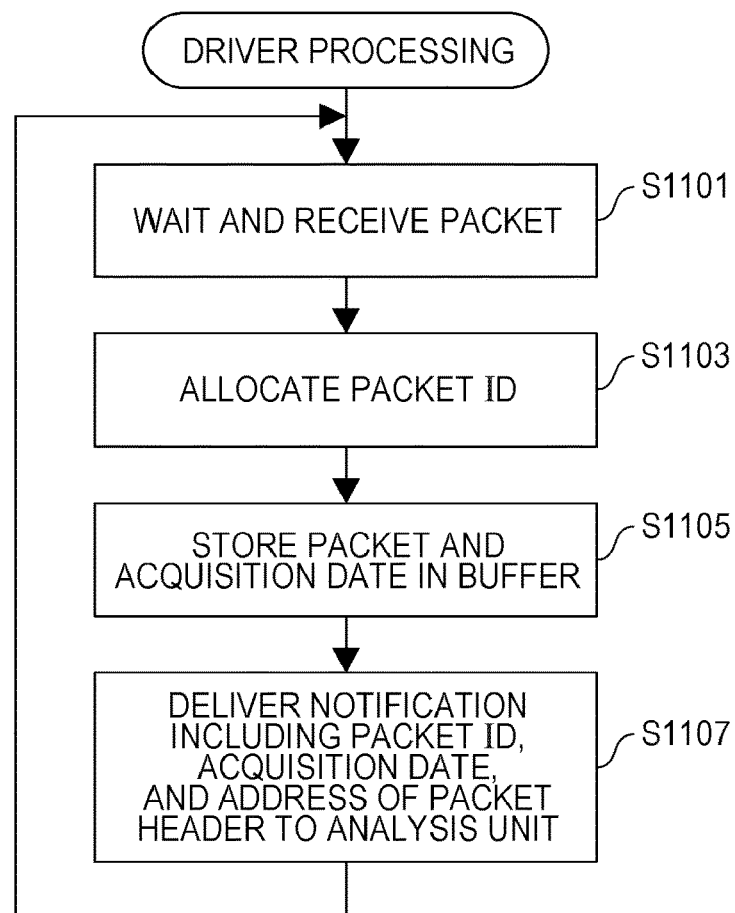 DRIVER PROCESSING
WAIT AND RECEIVE PACKET
S1101
ALLOCATE PACKET ID
S1103
STORE PACKET AND
ACQUISITION DATE IN BUFFER
S1105
DELIVER NOTIFICATION
INCLUDING PACKET ID,
ACQUISITION DATE,
AND ADDRESS OF PACKET
HEADER TO ANALYSIS UNIT
S1107